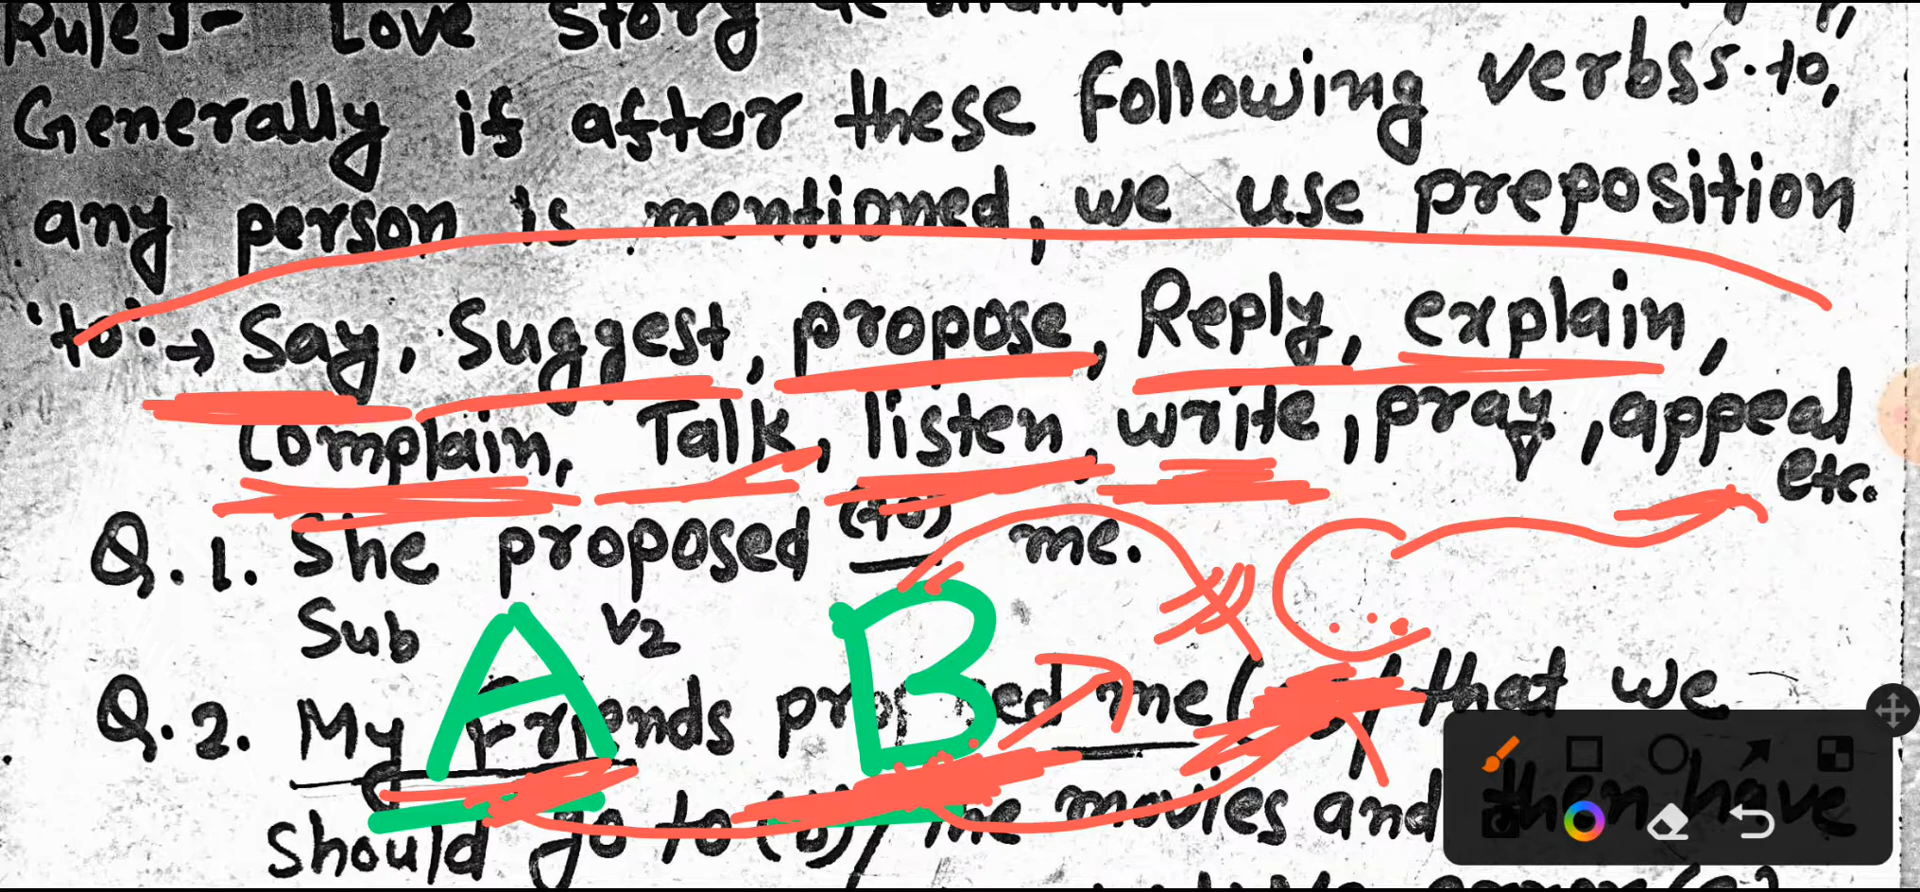 Rules- Love Story
Generally if after these following verbss.to,
any person is mentioned, we use preposition
'to':→ Say, Suggest, propose, Reply, explain,
Complain, Talk, listen, write, pray, appeal
etc.
Q.1. She proposed (to) me.
Sub V2
A B C
Q.2. My friends proposed me ( / that we
should go to (b)/ the movies and then have